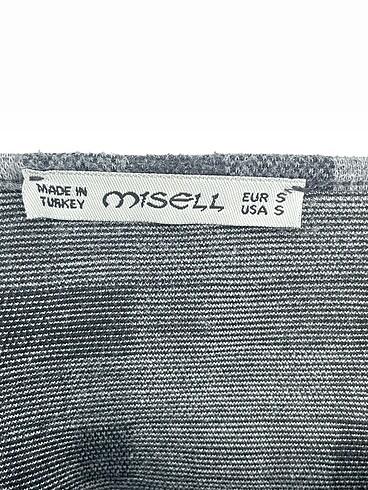 MADE IN
TURKEY
MISELL
EUR S
USA S